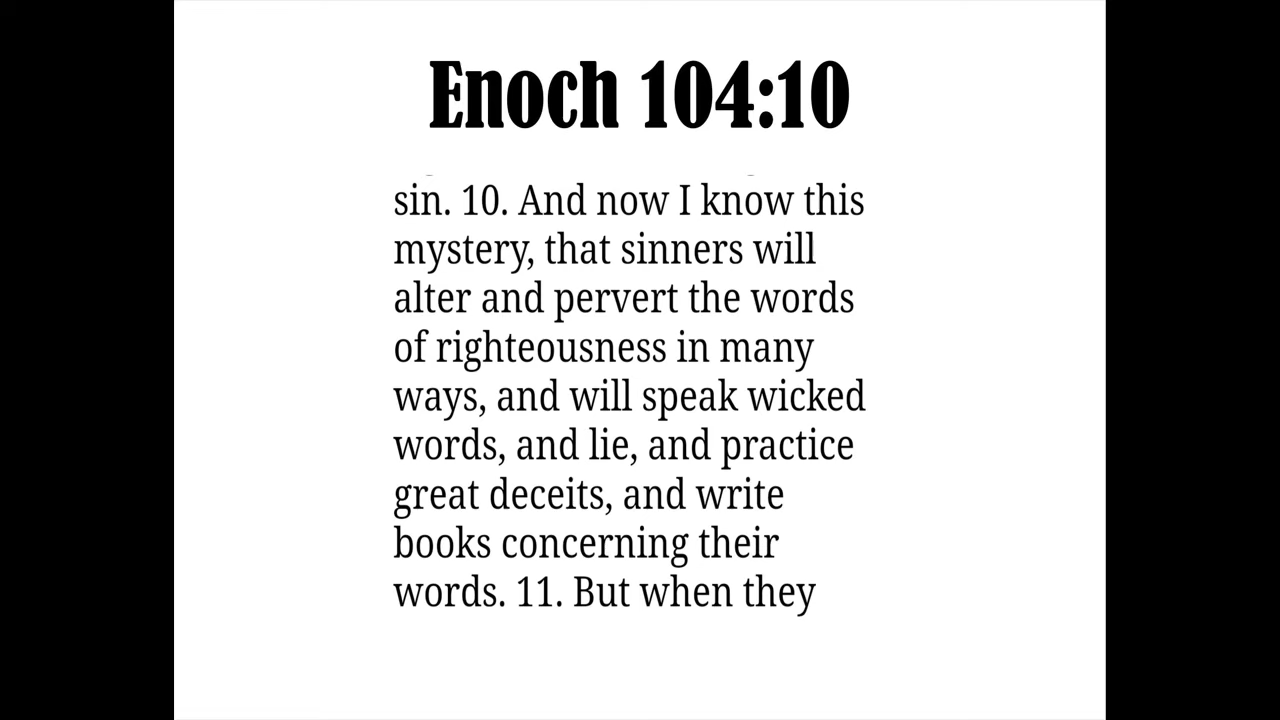 Enoch 104:10
sin. 10. And now I know this
mystery, that sinners will
alter and pervert the words
of righteousness in many
ways, and will speak wicked
words, and lie, and practice
great deceits, and write
books concerning their
words. 11. But when they